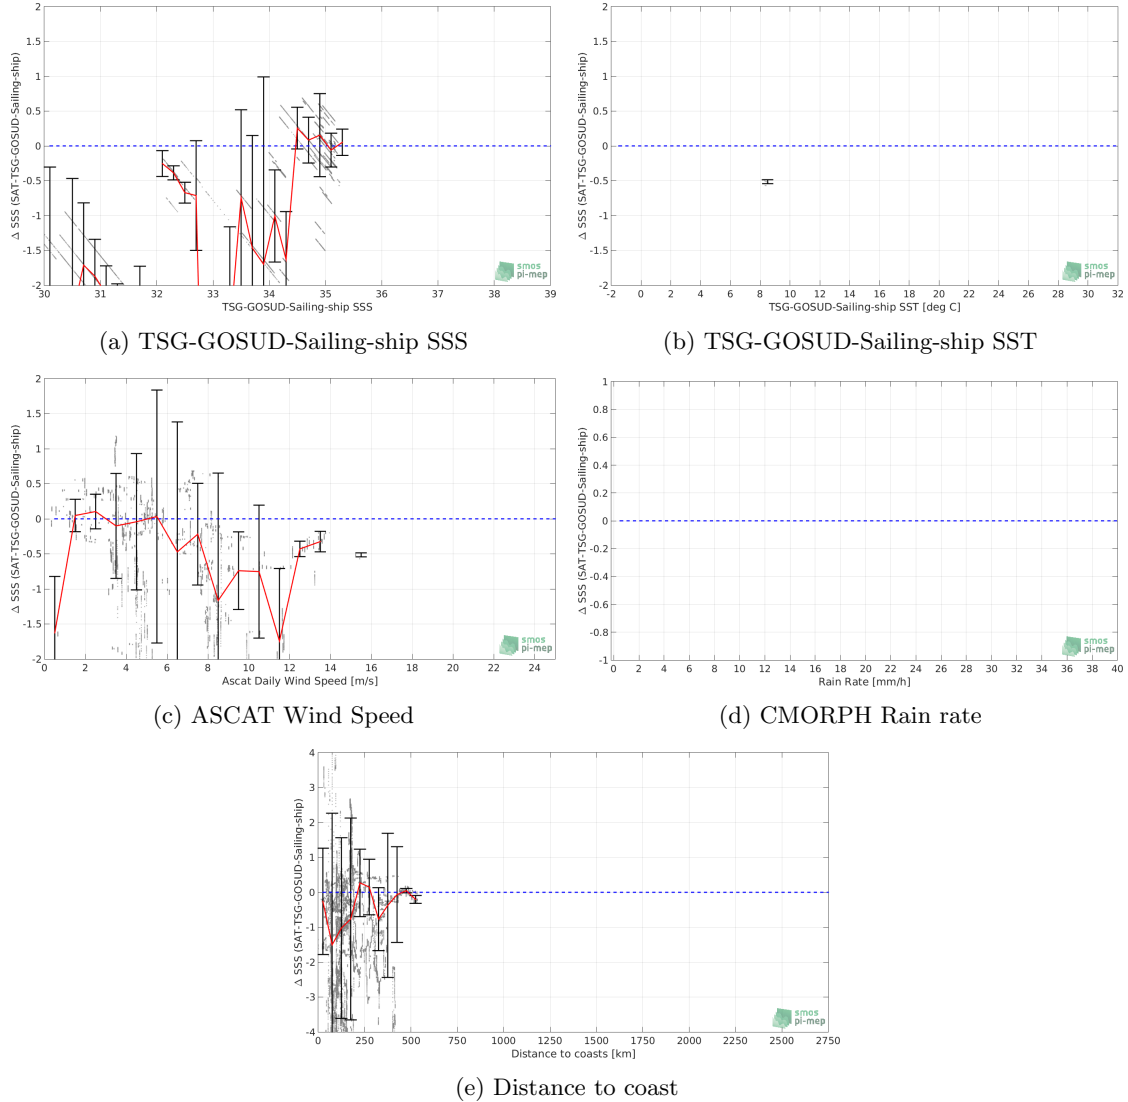 Δ SSS (SAT-TSG-GOSUD-Sailing-ship)
2
1.5
1
0.5
0
-0.5
-1
-1.5
-2
30 31 32 33 34 35 36 37 38 39
TSG-GOSUD-Sailing-ship SSS
smos
pi-mep
(a) TSG-GOSUD-Sailing-ship SSS
Δ SSS (SAT-TSG-GOSUD-Sailing-ship)
2
1.5
1
0.5
0
-0.5
-1
-1.5
-2
-2 0 2 4 6 8 10 12 14 16 18 20 22 24 26 28 30 32
TSG-GOSUD-Sailing-ship SST [deg C]
smos
pi-mep
(b) TSG-GOSUD-Sailing-ship SST
Δ SSS (SAT-TSG-GOSUD-Sailing-ship)
2
1.5
1
0.5
0
-0.5
-1
-1.5
-2
0 2 4 6 8 10 12 14 16 18 20 22 24
Ascat Daily Wind Speed [m/s]
smos
pi-mep
(c) ASCAT Wind Speed
Δ SSS (SAT-TSG-GOSUD-Sailing-ship)
1
0.8
0.6
0.4
0.2
0
-0.2
-0.4
-0.6
-0.8
-1
0 2 4 6 8 10 12 14 16 18 20 22 24 26 28 30 32 34 36 38 40
Rain Rate [mm/h]
smos
pi-mep
(d) CMORPH Rain rate
Δ SSS (SAT-TSG-GOSUD-Sailing-ship)
4
3
2
1
0
-1
-2
-3
-4
0 250 500 750 1000 1250 1500 1750 2000 2250 2500 2750
Distance to coasts [km]
smos
pi-mep
(e) Distance to coast